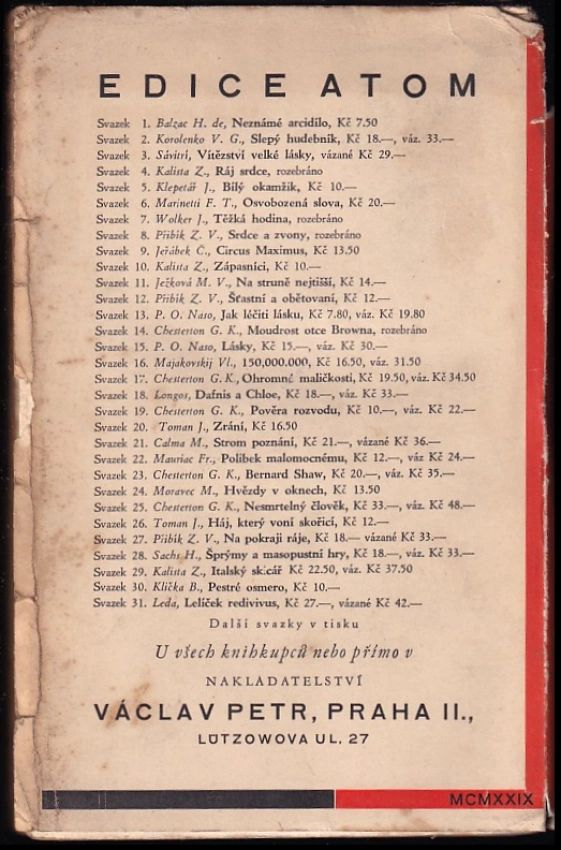 EDICE ATOM
Svazek 1. Balzac H. de, Neznámé arcidílo, Kč 7.50
Svazek 2. Korolenko V. G., Slepý hudebník, Kč 18.—, váz. 33.—
Svazek 3. Sávitrí, Vítězství velké lásky, vázané Kč 29.—
Svazek 4. Kalista Z., Ráj srdce, rozebráno
Svazek 5. Klepetář J., Bílý okamžik, Kč 10.—
Svazek 6. Marinetti F. T., Osvobozená slova, Kč 20.—
Svazek 7. Wolker J., Těžká hodina, rozebráno
Svazek 8. Přibík Z. V., Srdce a zvony, rozebráno
Svazek 9. Jeřábek Č., Circus Maximus, Kč 13.50
Svazek 10. Kalista Z., Zápasníci, Kč 10.—
Svazek 11. Ježková M. V., Na struně nejtišší, Kč 14.—
Svazek 12. Přibík Z. V., Šťastní a obětovaní, Kč 12.—
Svazek 13. P. O. Naso, Jak léčiti lásku, Kč 7.80, váz. Kč 19.80
Svazek 14. Chesterton G. K., Moudrost otce Browna, rozebráno
Svazek 15. P. O. Naso, Lásky, Kč 15.—, váz. Kč 30.—
Svazek 16. Majakovskij Vl., 150,000.000, Kč 16.50, váz. 31.50
Svazek 17. Chesterton G. K., Ohromné maličkosti, Kč 19.50, váz. Kč 34.50
Svazek 18. Longos, Dafnis a Chloe, Kč 18.—, váz. Kč 33.—
Svazek 19. Chesterton G. K., Pověra rozvodu, Kč 10.—, váz. Kč 22.—
Svazek 20. Toman J., Zrání, Kč 16.50
Svazek 21. Calma M., Strom poznání, Kč 21.—, vázané Kč 36.—
Svazek 22. Mauriac Fr., Polibek malomocnému, Kč 12.—, váz Kč 24.—
Svazek 23. Chesterton G. K., Bernard Shaw, Kč 20.—, váz. Kč 35.—
Svazek 24. Moravec M., Hvězdy v oknech, Kč 13.50
Svazek 25. Chesterton G. K., Nesmrtelný člověk, Kč 33.—, váz. Kč 48.—
Svazek 26. Toman J., Háj, který voní skořicí, Kč 12.—
Svazek 27. Přibík Z. V., Na pokraji ráje, Kč 18.— vázané Kč 33.—
Svazek 28. Sachs H., Šprýmy a masopustní hry, Kč 18.—, váz. Kč 33.—
Svazek 29. Kalista Z., Italský skicář Kč 22.50, váz. Kč 37.50
Svazek 30. Klička B., Pestré osmero, Kč 10.—
Svazek 31. Leda, Lelíček redivivus, Kč 27.—, vázané Kč 42.—
Další svazky v tisku
U všech knihkupců nebo přímo v
NAKLADATELSTVÍ
VÁCLAV PETR, PRAHA II.,
LÜTZOWOVA UL. 27
MCMXXIX